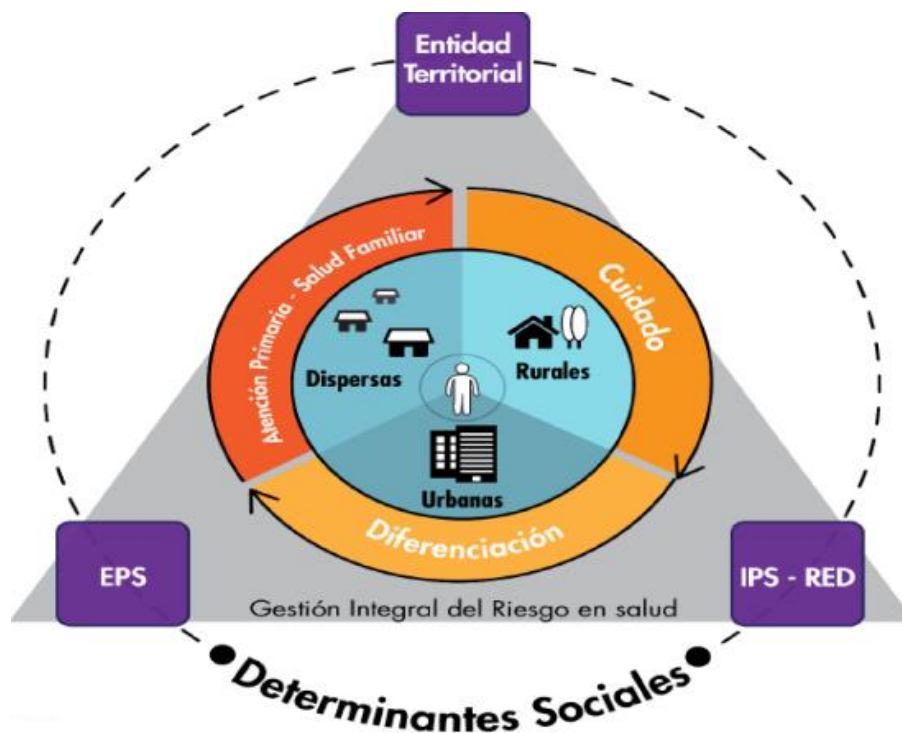 Entidad
Territorial
Atención Primaria - Salud Familiar
Cuidado
Dispersas
Rurales
Urbanas
Diferenciación
EPS
IPS - RED
Gestión Integral del Riesgo en salud
Determinantes Sociales